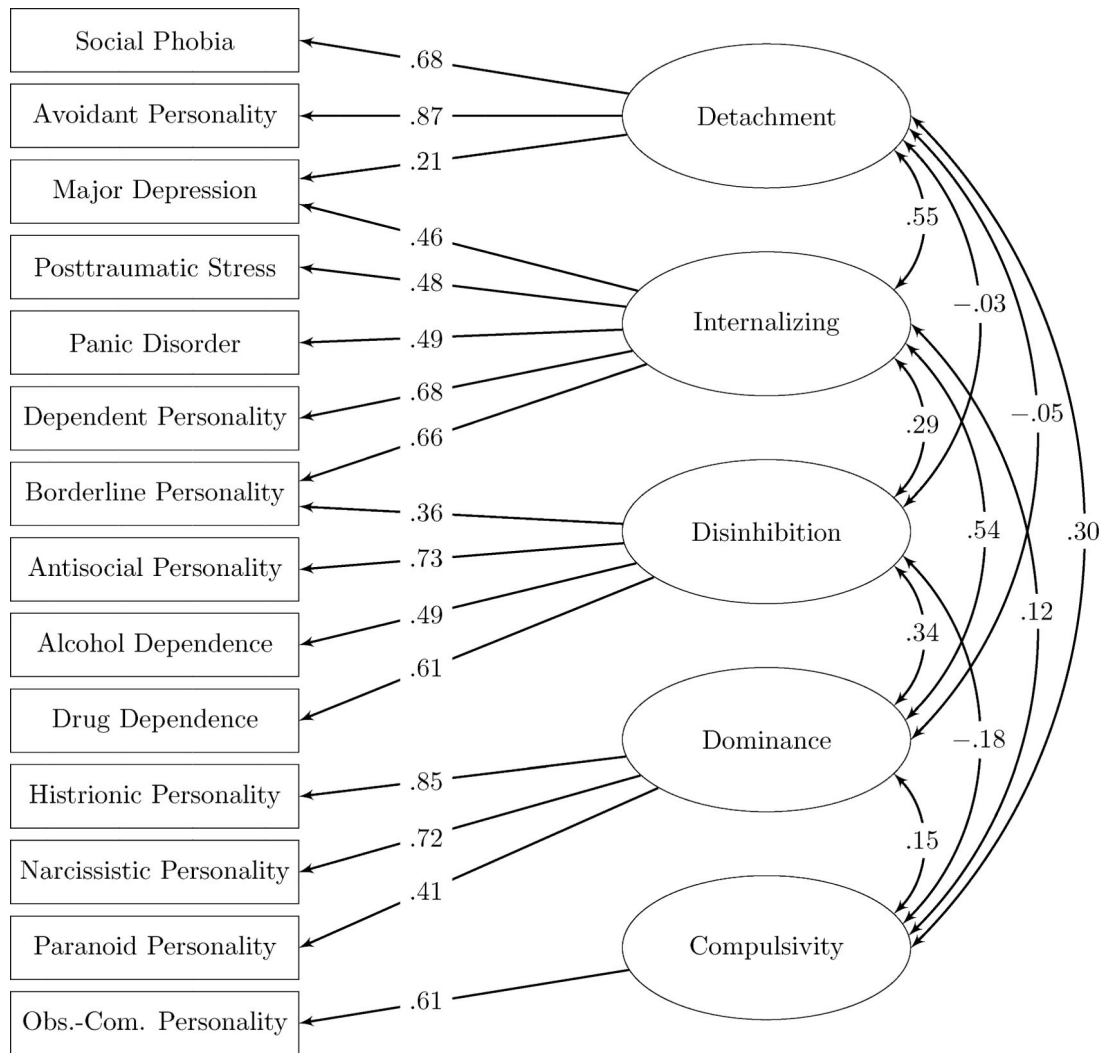 Social Phobia
.68
Detachment
Avoidant Personality
.87
.21
Major Depression
.55
.46
Posttraumatic Stress
.48
−.03
Internalizing
Panic Disorder
.49
.68
Dependent Personality
−.05
.29
.66
Borderline Personality
.36
.54
.30
Disinhibition
.73
Antisocial Personality
.49
.12
.34
Alcohol Dependence
.61
Drug Dependence
Dominance
−.18
.85
Histrionic Personality
.72
.15
Narcissistic Personality
.41
Paranoid Personality
Compulsivity
.61
Obs.-Com. Personality